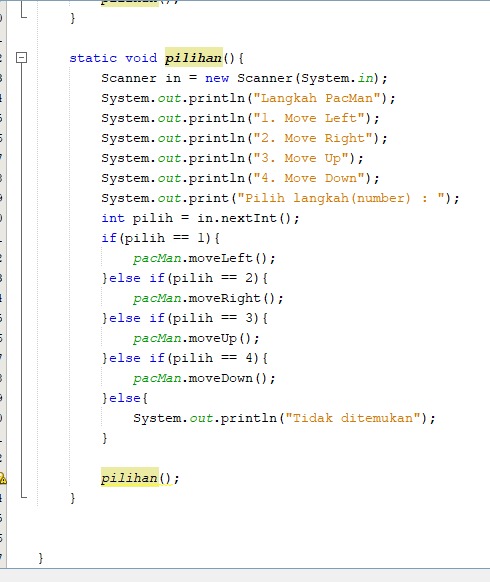 }
static void pilihan(){
Scanner in = new Scanner(System.in);
System.out.println("Langkah PacMan");
System.out.println("1. Move Left");
System.out.println("2. Move Right");
System.out.println("3. Move Up");
System.out.println("4. Move Down");
System.out.print("Pilih langkah(number) : ");
int pilih = in.nextInt();
if(pilih == 1){
pacMan.moveLeft();
}else if(pilih == 2){
pacMan.moveRight();
}else if(pilih == 3){
pacMan.moveUp();
}else if(pilih == 4){
pacMan.moveDown();
}else{
System.out.println("Tidak ditemukan");
}
pilihan();
}
}